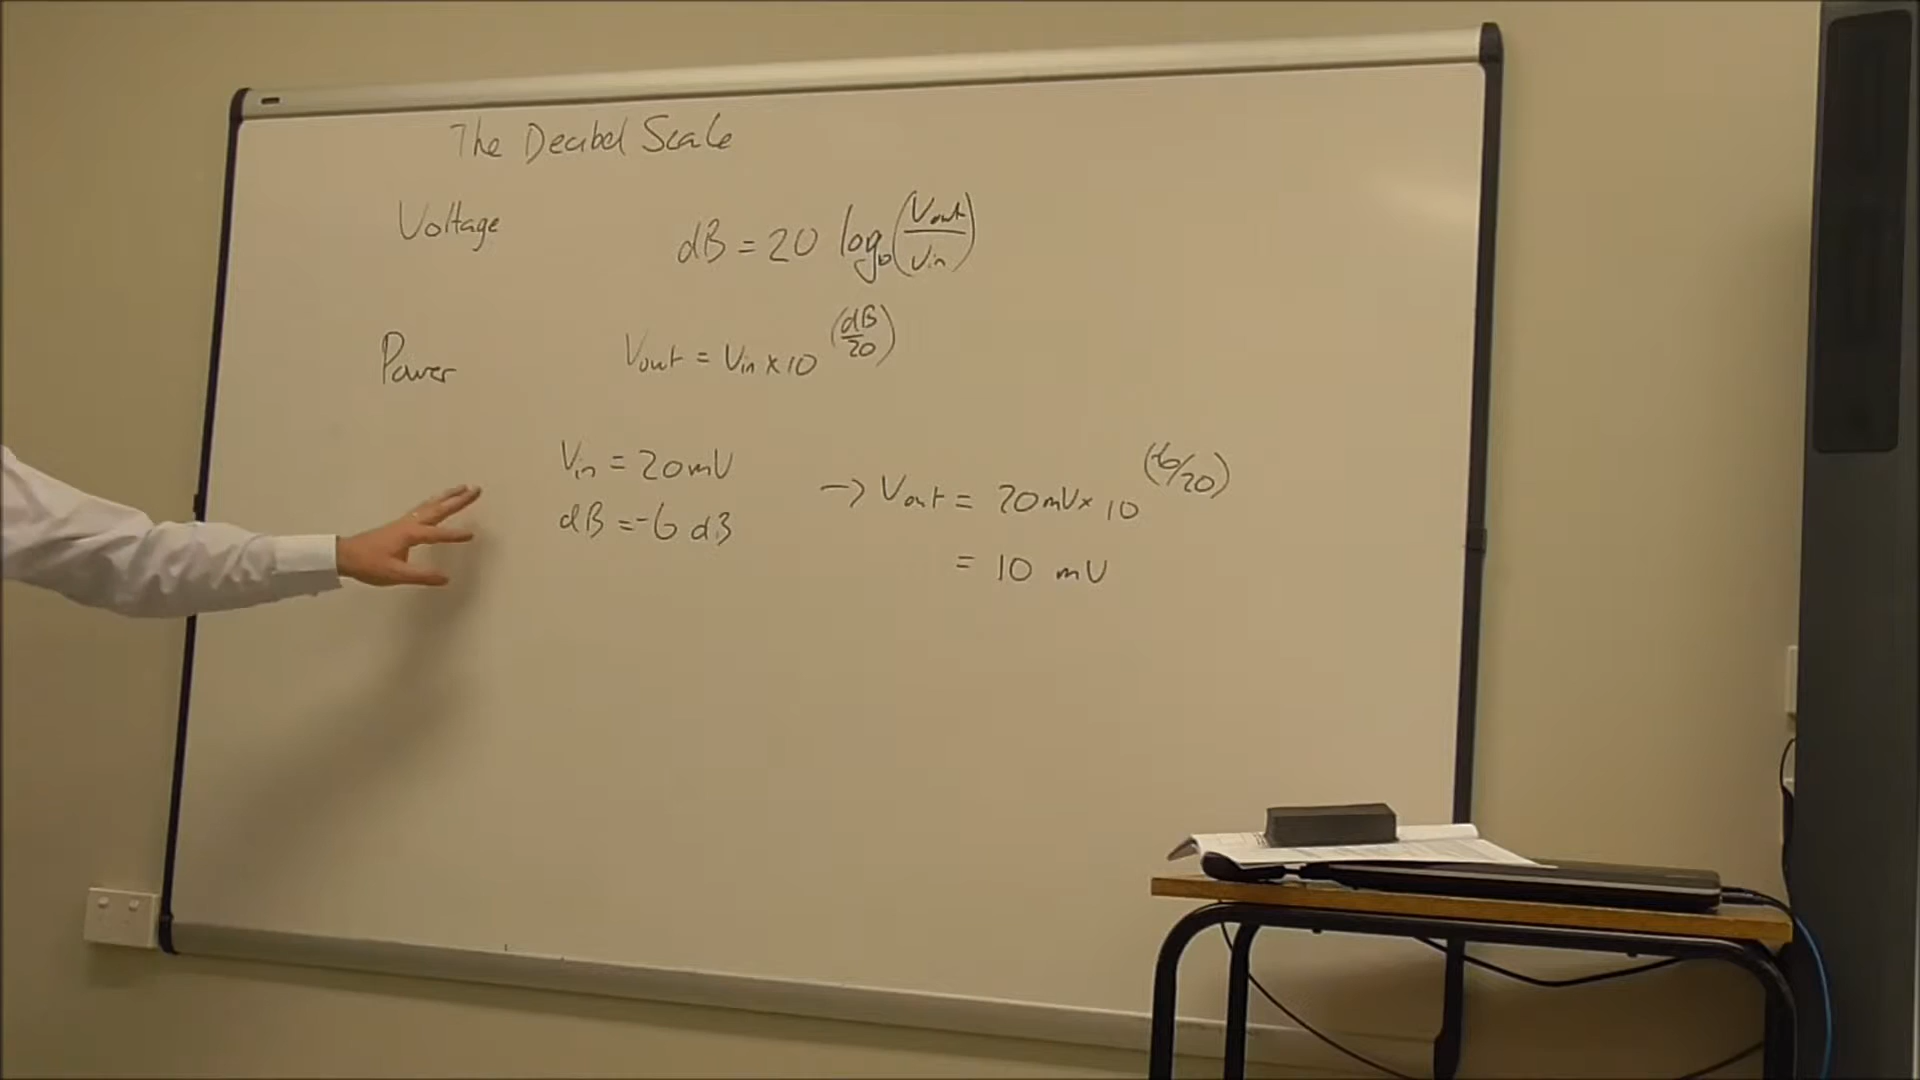 The Decibel Scale
Voltage
dB = 20 log₁₀(Vout/Vin)
Power
Vout = Vin × 10^(dB/20)
Vin = 20mV
dB = -6 dB
→ Vout = 20mV × 10^(-6/20)
= 10 mV